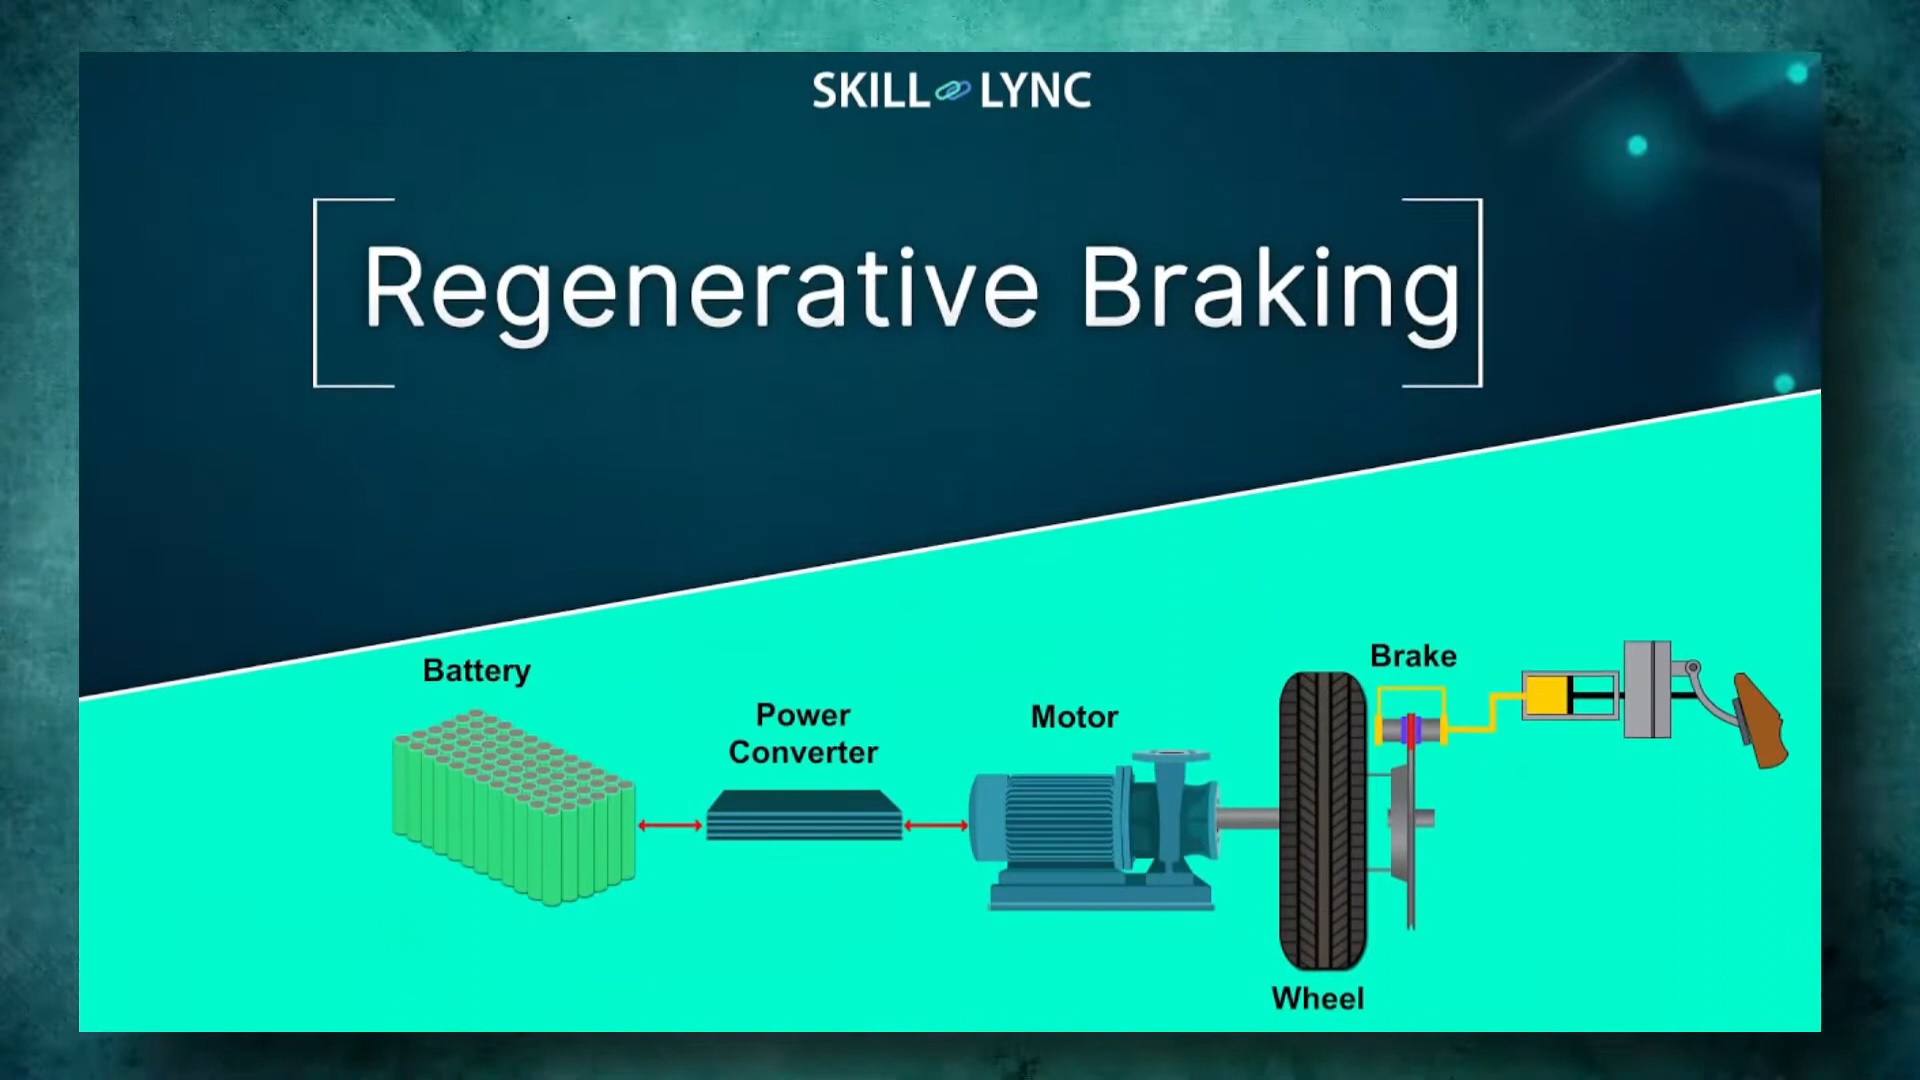 SKILL LYNC
Regenerative Braking
Battery
Power
Converter
Motor
Brake
Wheel